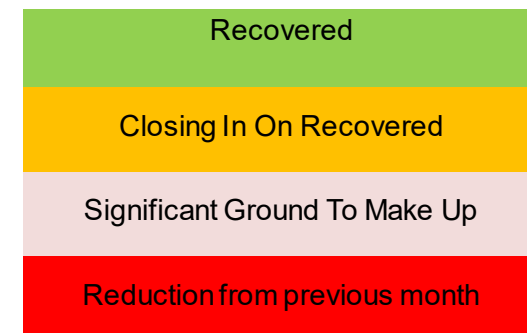 Recovered
Closing In On Recovered
Significant Ground To Make Up
Reduction from previous month